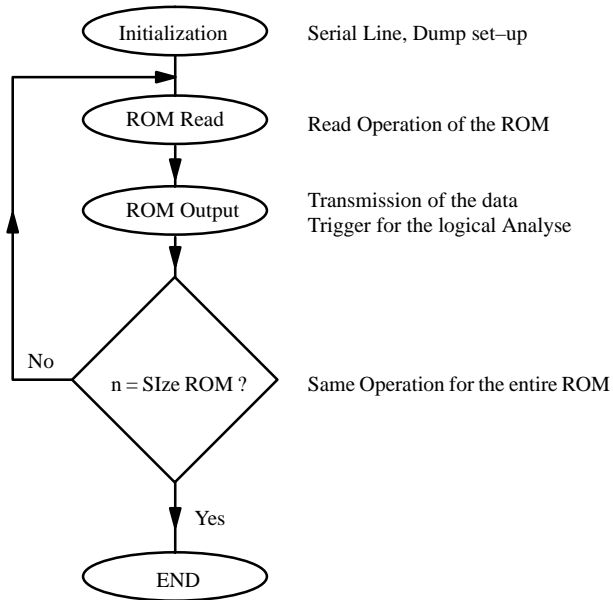 Initialization
Serial Line, Dump set–up
ROM Read
Read Operation of the ROM
ROM Output
Transmission of the data
Trigger for the logical Analyse
No
n = SIze ROM ?
Same Operation for the entire ROM
Yes
END